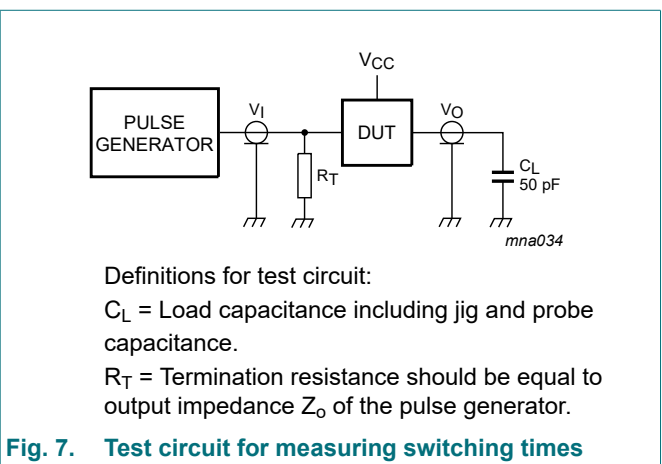 VCC
PULSE
GENERATOR
VI
DUT
VO
RT
CL
50 pF
mna034
Definitions for test circuit:
CL = Load capacitance including jig and probe
capacitance.
RT = Termination resistance should be equal to
output impedance Zo of the pulse generator.
Fig. 7. Test circuit for measuring switching times